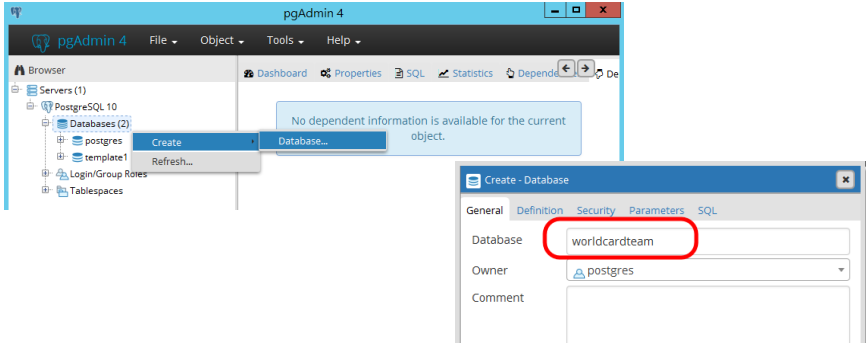 pgAdmin 4
pgAdmin 4 File Object Tools Help
Browser
Dashboard Properties SQL Statistics Depende De
Servers (1)
PostgreSQL 10
Databases (2)
postgres
template1
Login/Group Roles
Tablespaces
Create
Refresh...
Database...
No dependent information is available for the current
object.
Create - Database
General Definition Security Parameters SQL
Database worldcardteam
Owner postgres
Comment